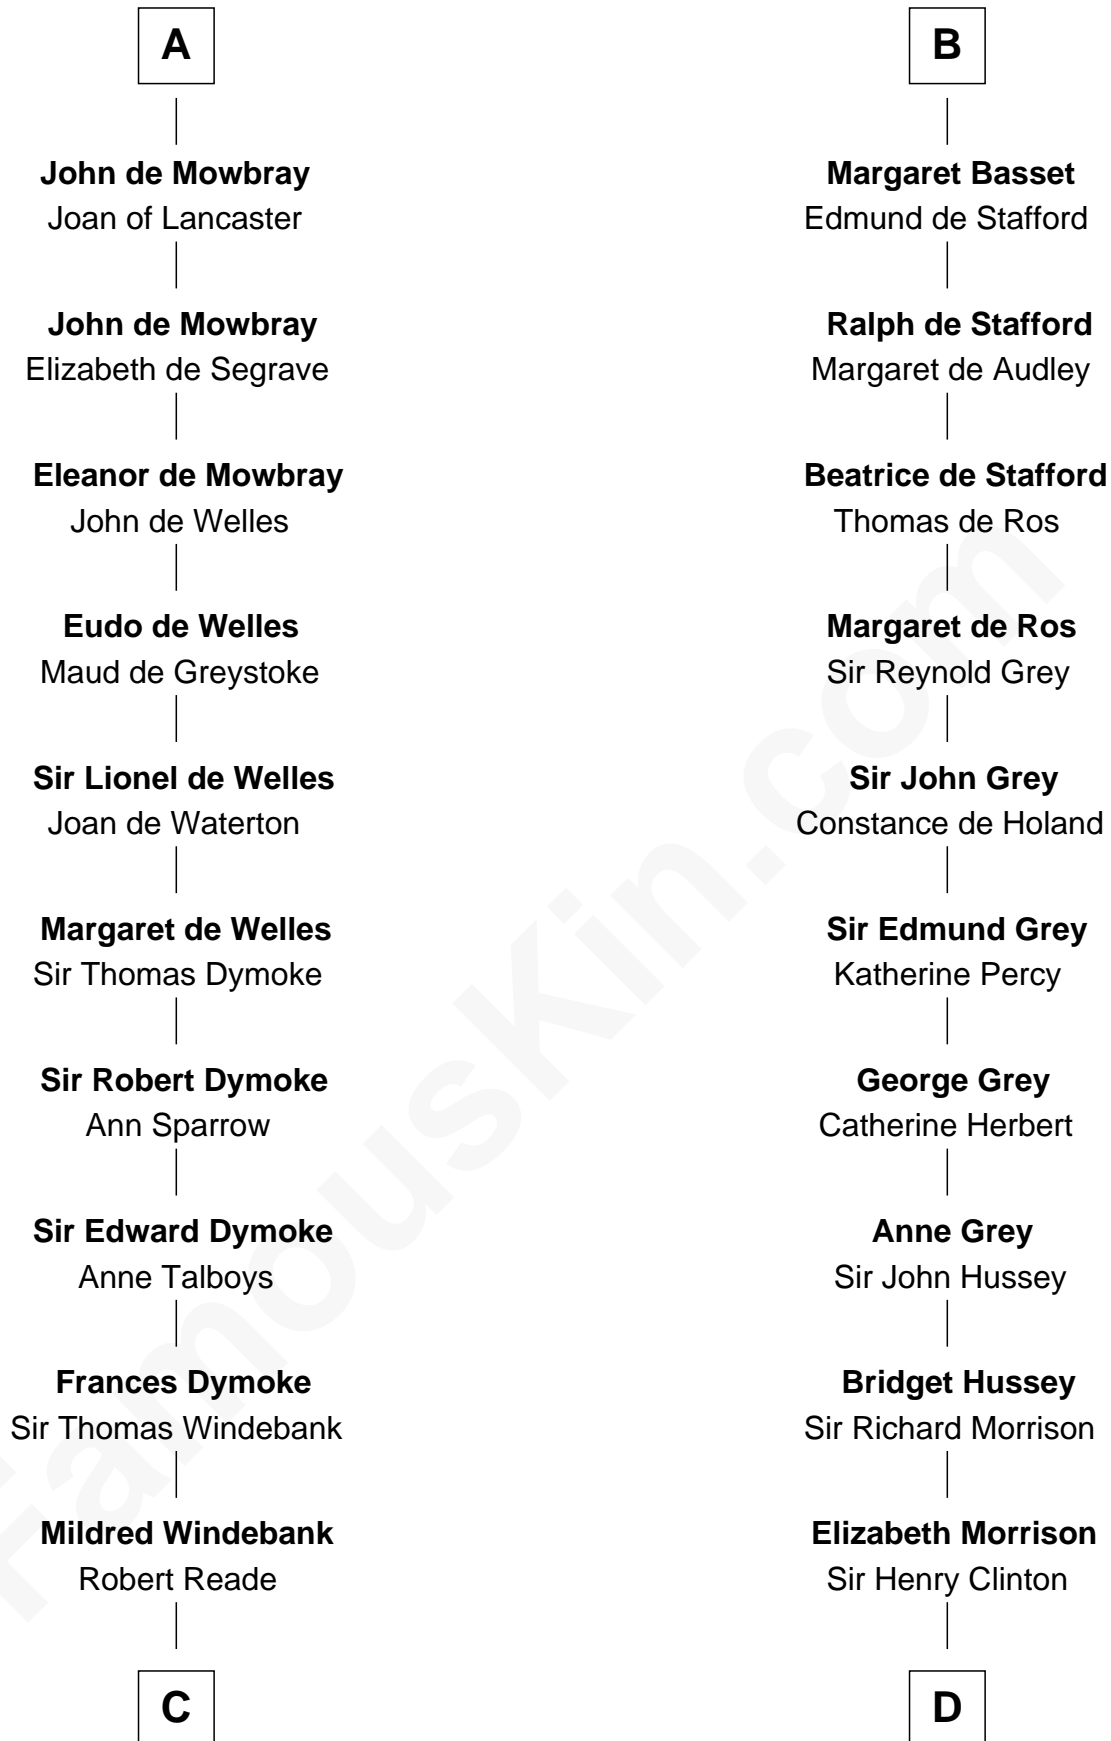 A
John de Mowbray
Joan of Lancaster
John de Mowbray
Elizabeth de Segrave
Eleanor de Mowbray
John de Welles
Eudo de Welles
Maud de Greystoke
Sir Lionel de Welles
Joan de Waterton
Margaret de Welles
Sir Thomas Dymoke
Sir Robert Dymoke
Ann Sparrow
Sir Edward Dymoke
Anne Talboys
Frances Dymoke
Sir Thomas Windebank
Mildred Windebank
Robert Reade
C
B
Margaret Basset
Edmund de Stafford
Ralph de Stafford
Margaret de Audley
Beatrice de Stafford
Thomas de Ros
Margaret de Ros
Sir Reynold Grey
Sir John Grey
Constance de Holand
Sir Edmund Grey
Katherine Percy
George Grey
Catherine Herbert
Anne Grey
Sir John Hussey
Bridget Hussey
Sir Richard Morrison
Elizabeth Morrison
Sir Henry Clinton
D
FamousKin.com